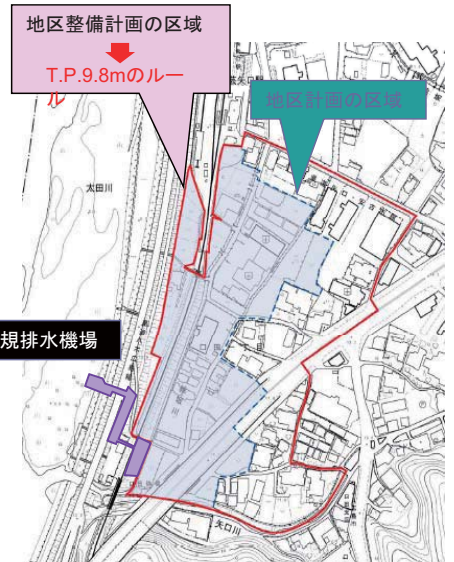 地区整備計画の区域
T.P.9.8mのルー
ル
地区計画の区域
太田川
規排水機場
矢口川